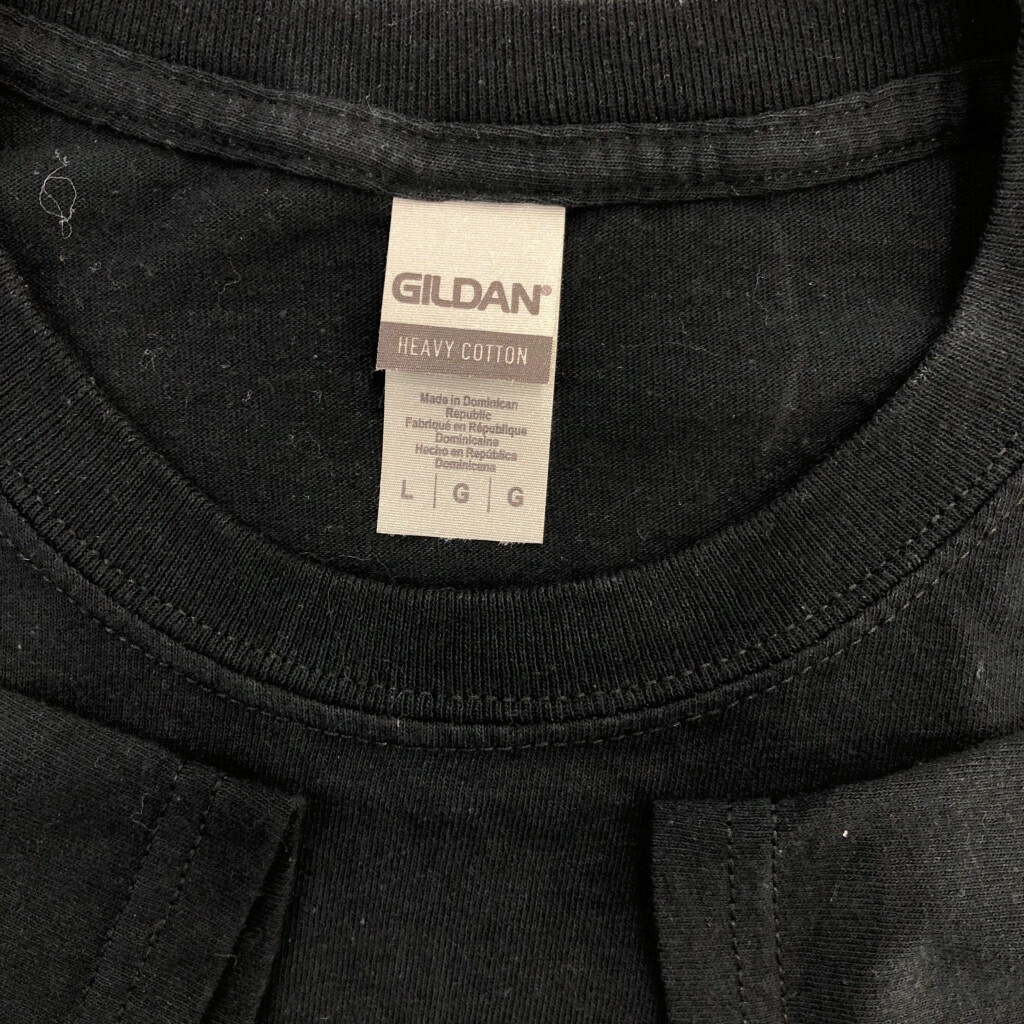 GILDAN®
HEAVY COTTON
Made in Dominican
Republic
Fabriqué en République
Dominicaine
Hecho en República
Dominicana
L | G | G